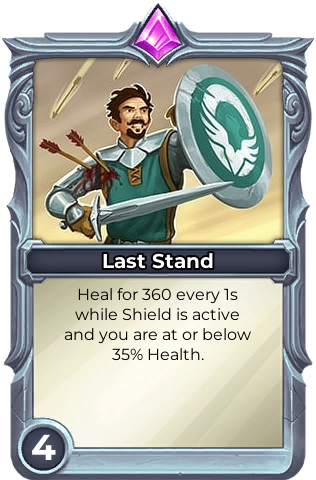 Last Stand
Heal for 360 every 1s
while Shield is active
and you are at or below
35% Health.
4